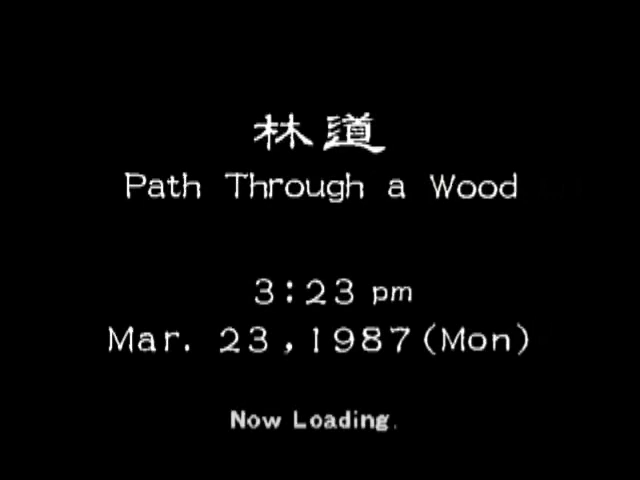 林道
Path Through a Wood
3:23 pm
Mar. 23,1987(Mon)
Now Loading.